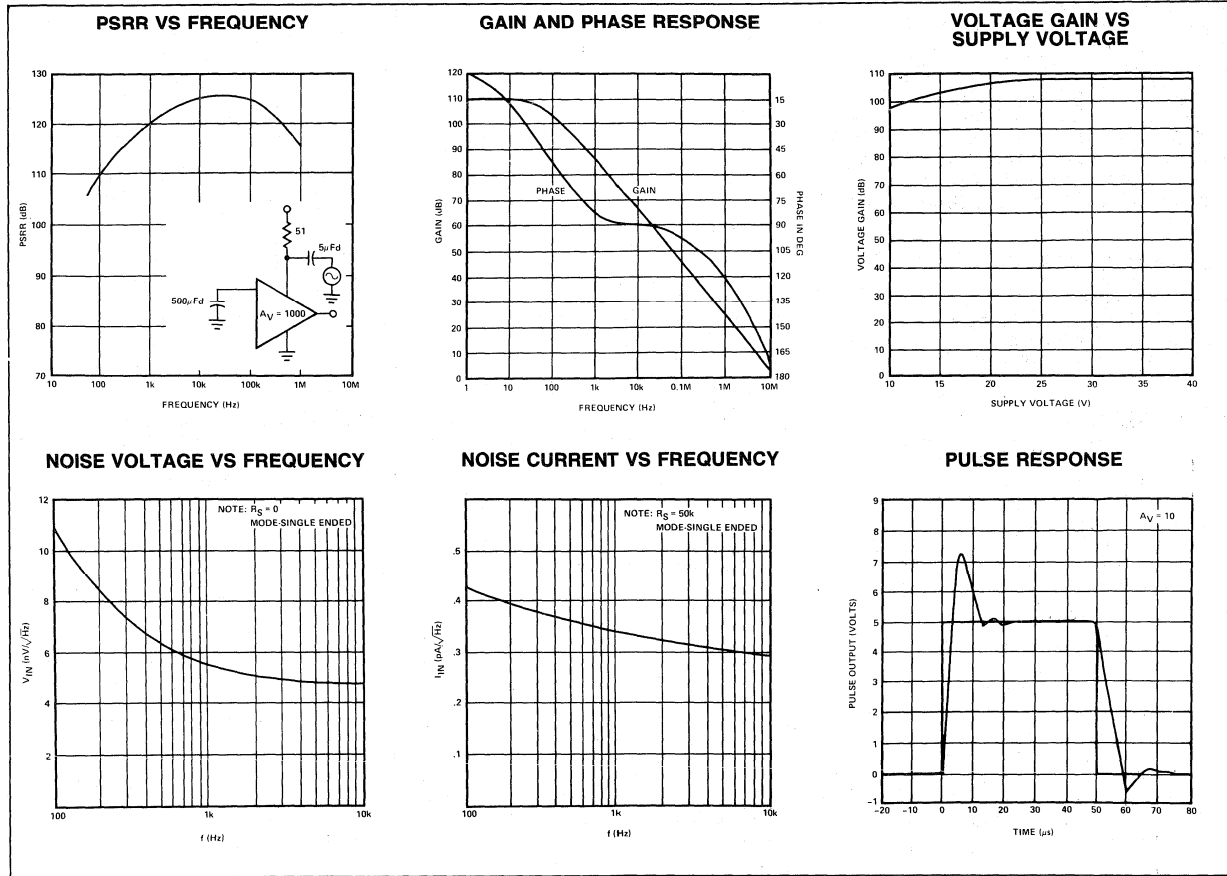 PSRR VS FREQUENCY
130
120
110
100
90
80
70
PSRR (dB)
10
100
1k
10k
100k
1M
10M
FREQUENCY (Hz)
51
5μFd
500μFd
AV = 1000
GAIN AND PHASE RESPONSE
120
110
100
90
80
70
60
50
40
30
20
10
0
GAIN (dB)
PHASE
GAIN
15
30
45
60
75
90
105
120
135
150
165
180
PHASE IN DEG
1
10
100
1k
10k
0.1M
1M
10M
FREQUENCY (Hz)
VOLTAGE GAIN VS
SUPPLY VOLTAGE
110
100
90
80
70
60
50
40
30
20
10
0
VOLTAGE GAIN (dB)
10
15
20
25
30
35
40
SUPPLY VOLTAGE (V)
NOISE VOLTAGE VS FREQUENCY
12
10
8
6
4
2
VIN (nV/√Hz)
NOTE: RS = 0
MODE-SINGLE ENDED
100
1k
10k
f (Hz)
NOISE CURRENT VS FREQUENCY
.5
.4
.3
.2
.1
IIN (pA/√Hz)
NOTE: RS = 50k
MODE-SINGLE ENDED
100
1k
10k
f (Hz)
PULSE RESPONSE
9
8
7
6
5
4
3
2
1
0
-1
PULSE OUTPUT (VOLTS)
AV = 10
-20
-10
0
10
20
30
40
50
60
70
80
TIME (μs)